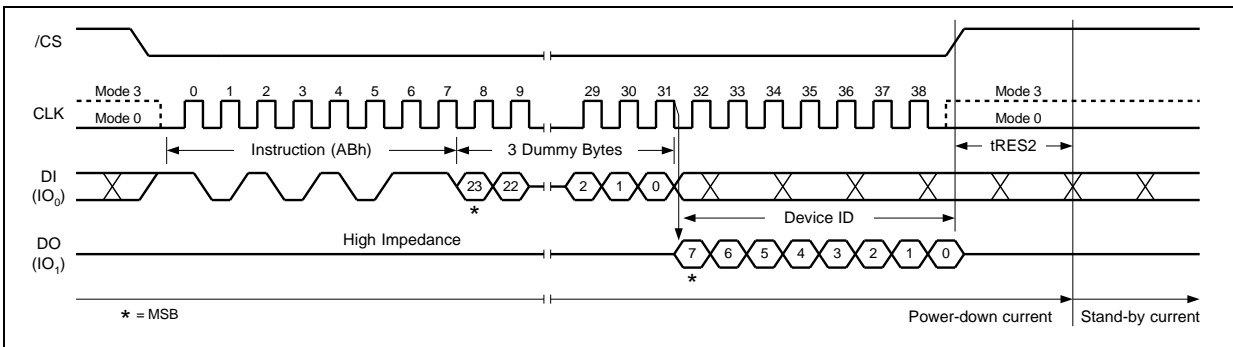 /CS
Mode 3 0 1 2 3 4 5 6 7 8 9 29 30 31 32 33 34 35 36 37 38 Mode 3
CLK Mode 0 Mode 0
Instruction (ABh) 3 Dummy Bytes tRES2
DI
(IO0) 23 22 2 1 0
*
Device ID
DO High Impedance
(IO1) 7 6 5 4 3 2 1 0
*
* = MSB Power-down current Stand-by current